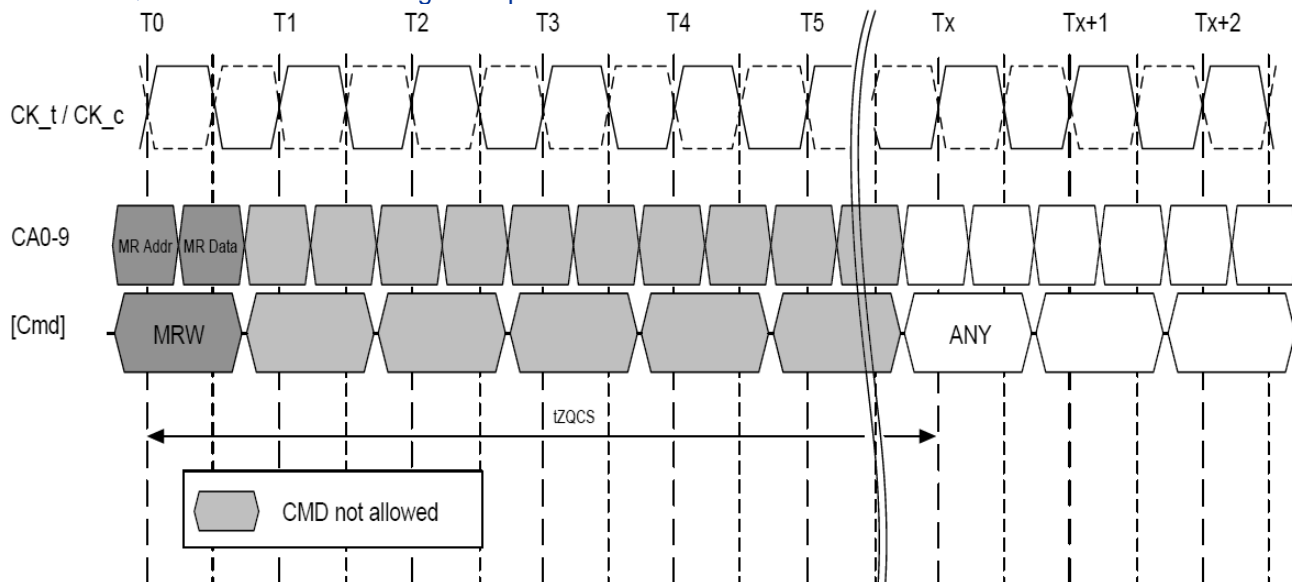 T0 T1 T2 T3 T4 T5 Tx Tx+1 Tx+2
CK_t / CK_c
CA0-9 MR Addr MR Data
[Cmd] MRW ANY
tZQCS
CMD not allowed